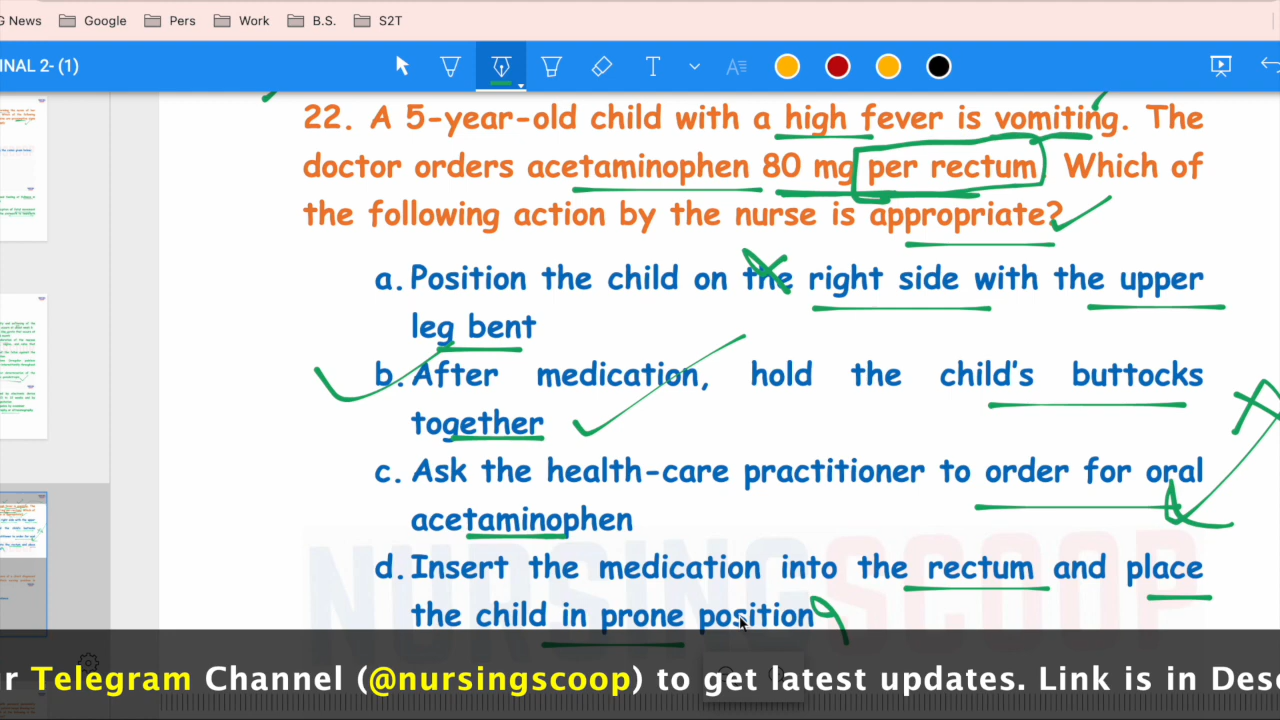 G News Google Pers Work B.S. S2T
INAL 2- (1)
22. A 5-year-old child with a high fever is vomiting. The
doctor orders acetaminophen 80 mg per rectum Which of
the following action by the nurse is appropriate?
a. Position the child on the right side with the upper
leg bent
b. After medication, hold the child's buttocks
together
c. Ask the health-care practitioner to order for oral
acetaminophen
d. Insert the medication into the rectum and place
the child in prone position
NURSINGSCOOP
ur Telegram Channel (@nursingscoop) to get latest updates. Link is in Desc